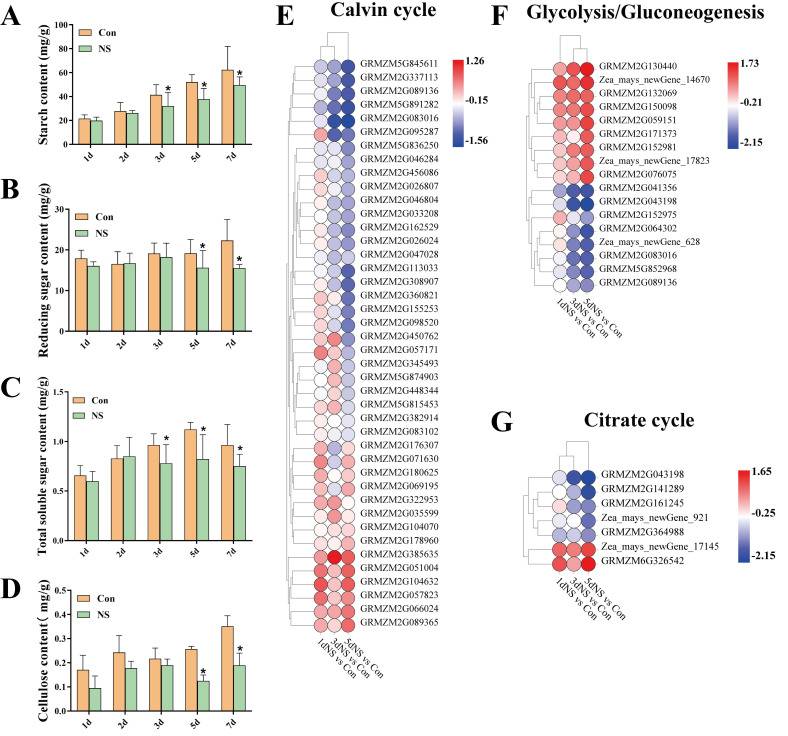 A
Starch content (mg/g)
100
80
60
40
20
0
Con
NS
*
*
*
1d
2d
3d
5d
7d
B
Reducing sugar content (mg/g)
30
20
10
0
Con
NS
*
*
1d
2d
3d
5d
7d
C
Total soluble sugar content (mg/g)
1.5
1.0
0.5
0.0
Con
NS
*
*
*
1d
2d
3d
5d
7d
D
Cellulose content( mg/g)
0.5
0.4
0.3
0.2
0.1
0.0
Con
NS
*
*
1d
2d
3d
5d
7d
E
Calvin cycle
GRMZM5G845611
GRMZM2G337113
GRMZM2G089136
GRMZM5G891282
GRMZM2G083016
GRMZM2G095287
GRMZM5G836250
GRMZM2G046284
GRMZM2G456086
GRMZM2G026807
GRMZM2G046804
GRMZM2G033208
GRMZM2G162529
GRMZM2G026024
GRMZM2G047028
GRMZM2G113033
GRMZM2G308907
GRMZM2G360821
GRMZM2G155253
GRMZM2G098520
GRMZM2G450762
GRMZM2G057171
GRMZM2G345493
GRMZM5G874903
GRMZM2G448344
GRMZM5G815453
GRMZM2G382914
GRMZM2G083102
GRMZM2G176307
GRMZM2G071630
GRMZM2G180625
GRMZM2G069195
GRMZM2G322953
GRMZM2G035599
GRMZM2G104070
GRMZM2G178960
GRMZM2G385635
GRMZM2G051004
GRMZM2G104632
GRMZM2G057823
GRMZM2G066024
GRMZM2G089365
1dNS vs Con
3dNS vs Con
5dNS vs Con
1.26
-0.15
-1.56
F
Glycolysis/Gluconeogenesis
GRMZM2G130440
Zea_mays_newGene_14670
GRMZM2G132069
GRMZM2G150098
GRMZM2G059151
GRMZM2G171373
GRMZM2G152981
Zea_mays_newGene_17823
GRMZM2G076075
GRMZM2G041356
GRMZM2G043198
GRMZM2G152975
GRMZM2G064302
Zea_mays_newGene_628
GRMZM2G083016
GRMZM5G852968
GRMZM2G089136
1dNS vs Con
3dNS vs Con
5dNS vs Con
1.73
-0.21
-2.15
G
Citrate cycle
GRMZM2G043198
GRMZM2G141289
GRMZM2G161245
Zea_mays_newGene_921
GRMZM2G364988
Zea_mays_newGene_17145
GRMZM6G326542
1dNS vs Con
3dNS vs Con
5dNS vs Con
1.65
-0.25
-2.15